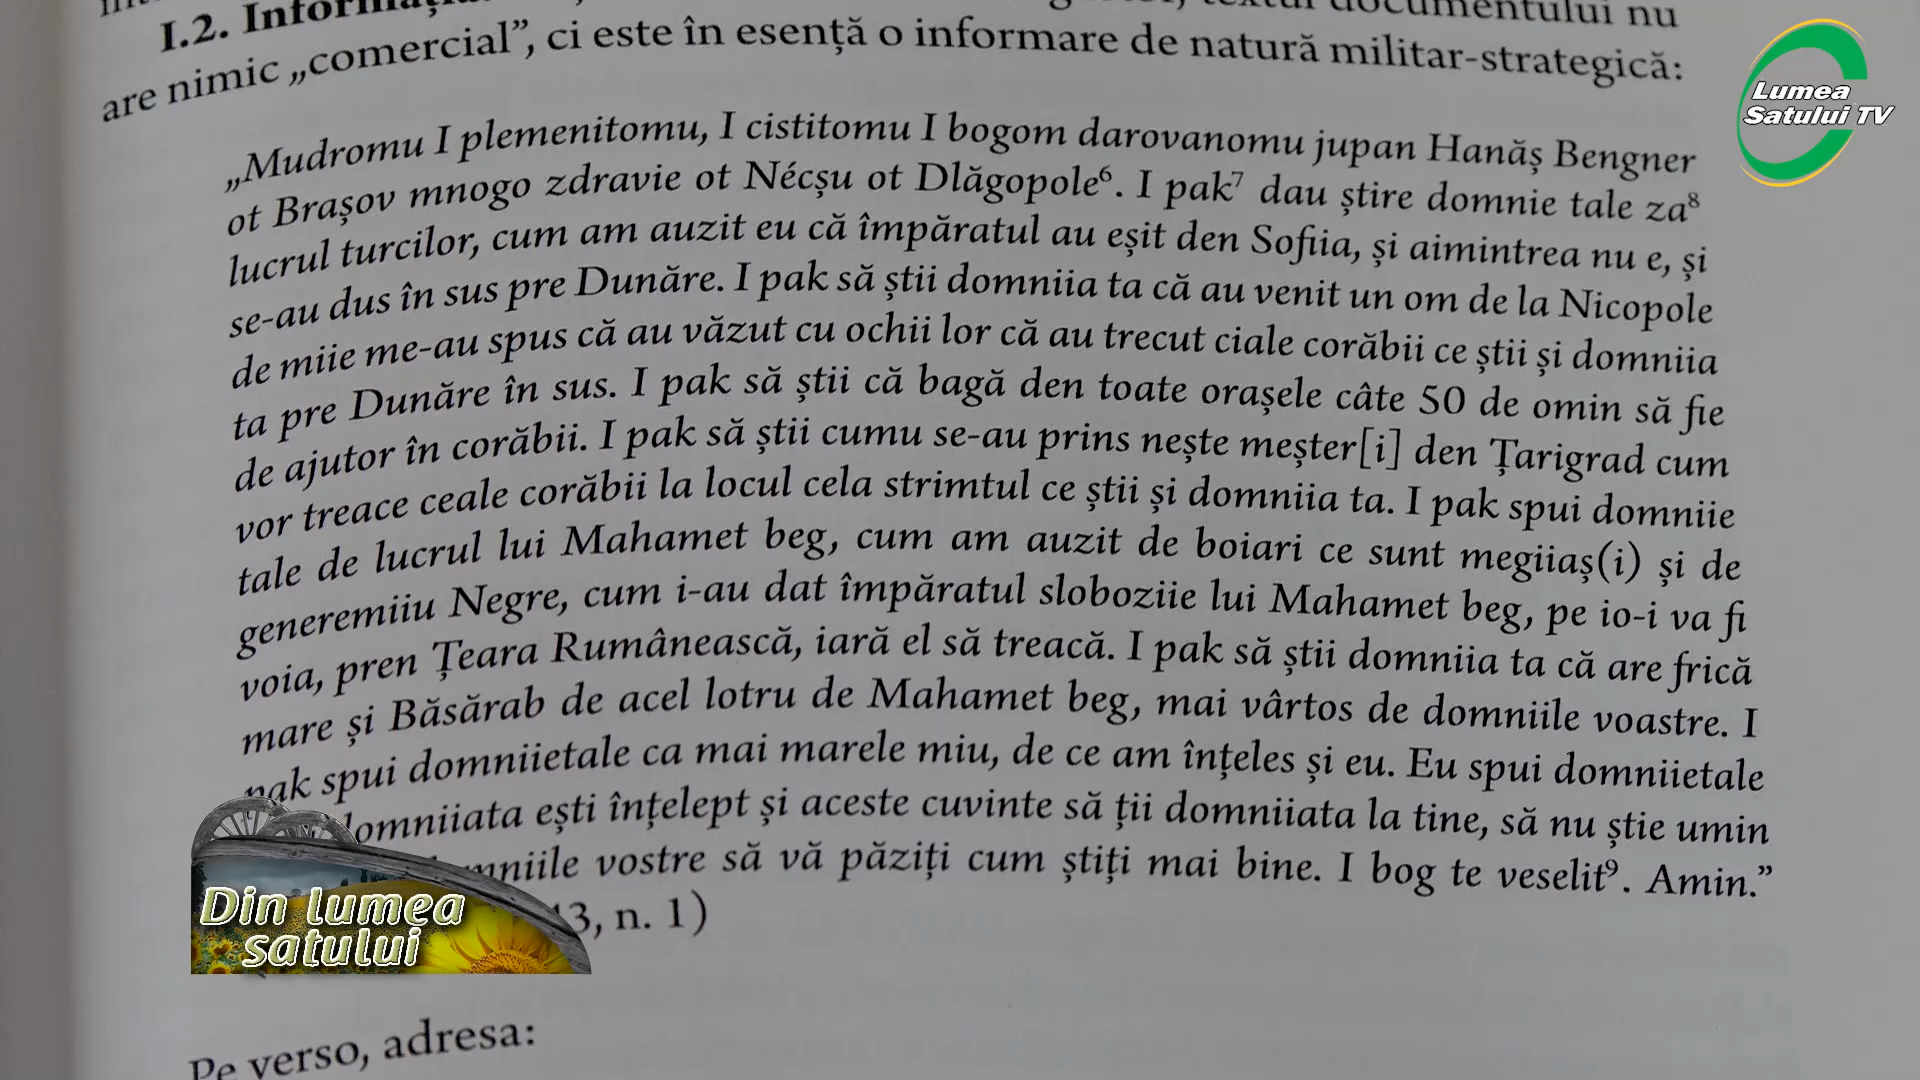 I.2.
textul documentului nu
are nimic „comercial”, ci este în esență o informare de natură militar-strategică:
„Mudromu I plemenitomu, I cistitomu I bogom darovanomu jupan Hanăș Bengner
ot Brașov mnogo zdravie ot Nécșu ot Dlăgopole⁶. I pak⁷ dau știre domnie tale za⁸
lucrul turcilor, cum am auzit eu că împăratul au eșit den Sofiia, și aimintrea nu e, și
se-au dus în sus pre Dunăre. I pak să știi domniia ta că au venit un om de la Nicopole
de miie me-au spus că au văzut cu ochii lor că au trecut ciale corăbii ce știi și domniia
ta pre Dunăre în sus. I pak să știi că bagă den toate orașele câte 50 de omin să fie
de ajutor în corăbii. I pak să știi cumu se-au prins nește meșter[i] den Țarigrad cum
vor treace ceale corăbii la locul cela strimtul ce știi și domniia ta. I pak spui domniie
tale de lucrul lui Mahamet beg, cum am auzit de boiari ce sunt megiiaș(i) și de
generemiiu Negre, cum i-au dat împăratul sloboziie lui Mahamet beg, pe io-i va fi
voia, pren Țeara Rumânească, iară el să treacă. I pak să știi domniia ta că are frică
mare și Băsărab de acel lotru de Mahamet beg, mai vârtos de domniile voastre. I
pak spui domniietale ca mai marele miu, de ce am înțeles și eu. Eu spui domniietale
domniiata ești înțelept și aceste cuvinte să ții domniiata la tine, să nu știe umin
vostre să vă păziți cum știți mai bine. I bog te veselit⁹. Amin.”
13, n. 1)
Pe verso, adresa:
Lumea
Satului TV
Din lumea
satului